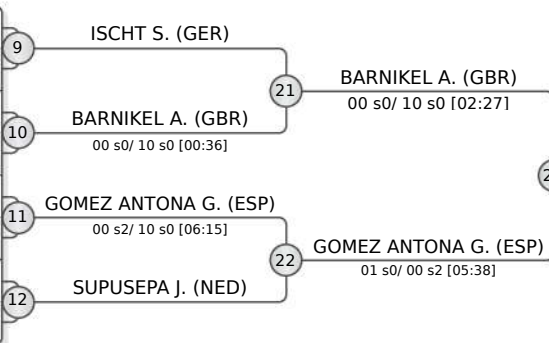 ISCHT S. (GER)
9
21
BARNIKEL A. (GBR)
00 s0/ 10 s0 [02:27]
BARNIKEL A. (GBR)
10
00 s0/ 10 s0 [00:36]
2
GOMEZ ANTONA G. (ESP)
11
00 s2/ 10 s0 [06:15]
22
GOMEZ ANTONA G. (ESP)
01 s0/ 00 s2 [05:38]
SUPUSEPA J. (NED)
12